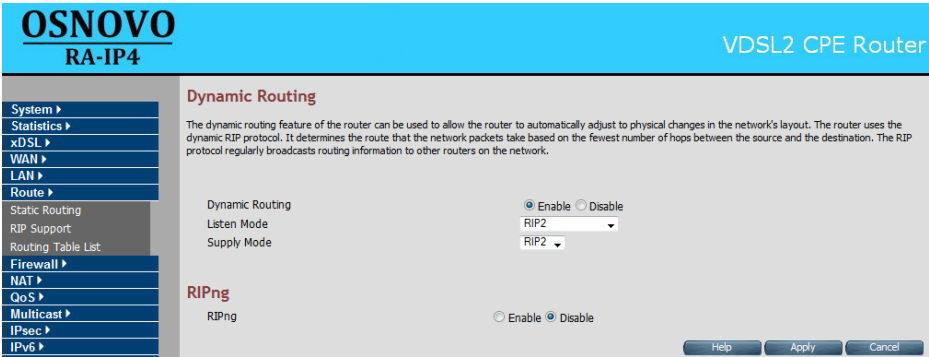 OSNOVO
RA-IP4
VDSL2 CPE Router
System
Statistics
xDSL
WAN
LAN
Route
Static Routing
RIP Support
Routing Table List
Firewall
NAT
QoS
Multicast
IPsec
IPv6
Dynamic Routing
The dynamic routing feature of the router can be used to allow the router to automatically adjust to physical changes in the network's layout. The router uses the
dynamic RIP protocol. It determines the route that the network packets take based on the fewest number of hops between the source and the destination. The RIP
protocol regularly broadcasts routing information to other routers on the network.
Dynamic Routing Enable Disable
Listen Mode RIP2
Supply Mode RIP2
RIPng
RIPng Enable Disable
Help Apply Cancel